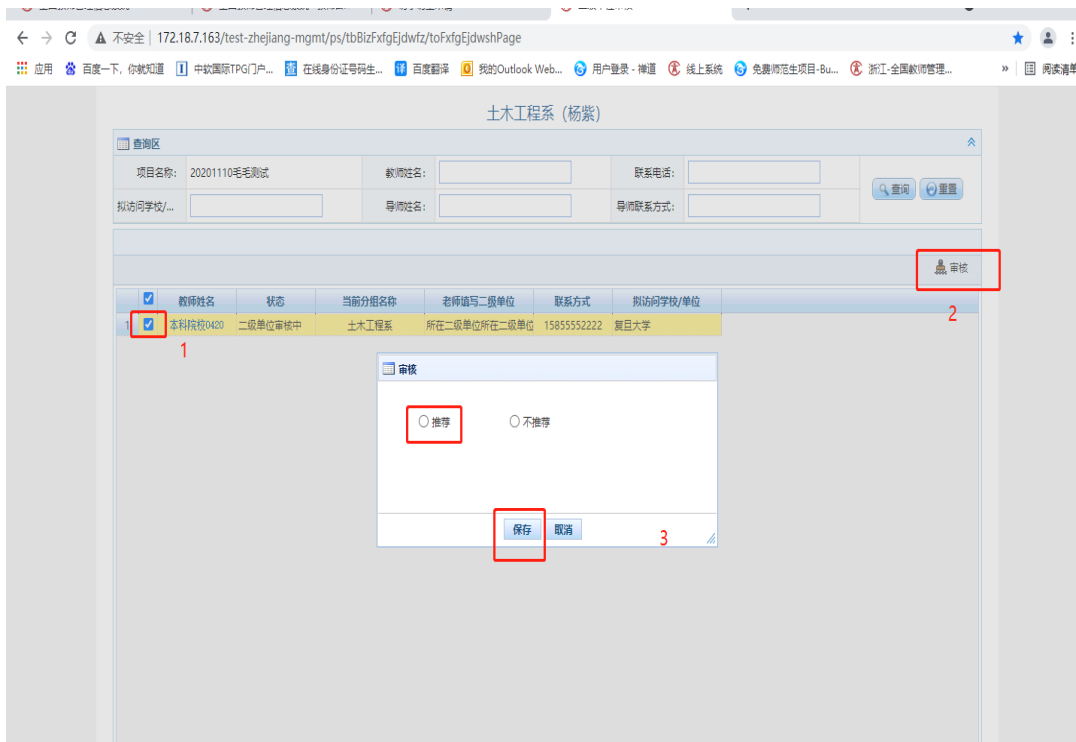 不安全 | 172.18.7.163/test-zhejiang-mgmt/ps/tbBizFxfgEjdwfz/toFxfgEjdwshPage
应用 百度一下，你就知道 中软国际TPG门户... 查 在线身份证号码生... 译 百度翻译 我的Outlook Web... 用户登录 - 禅道 线上系统 免费师范生项目-Bu... 浙江-全国教师管理... » 阅读清单
土木工程系（杨紫）
查询区
项目名称: 20201110毛毛测试 教师姓名: 联系电话:
查询 重置
拟访问学校/... 导师姓名: 导师联系方式:
审核
2
教师姓名 状态 当前分组名称 老师填写二级单位 联系方式 拟访问学校/单位
1 本科院校0420 二级单位审核中 土木工程系 所在二级单位所在二级单位 15855552222 复旦大学
1
审核
推荐 不推荐
保存 取消
3